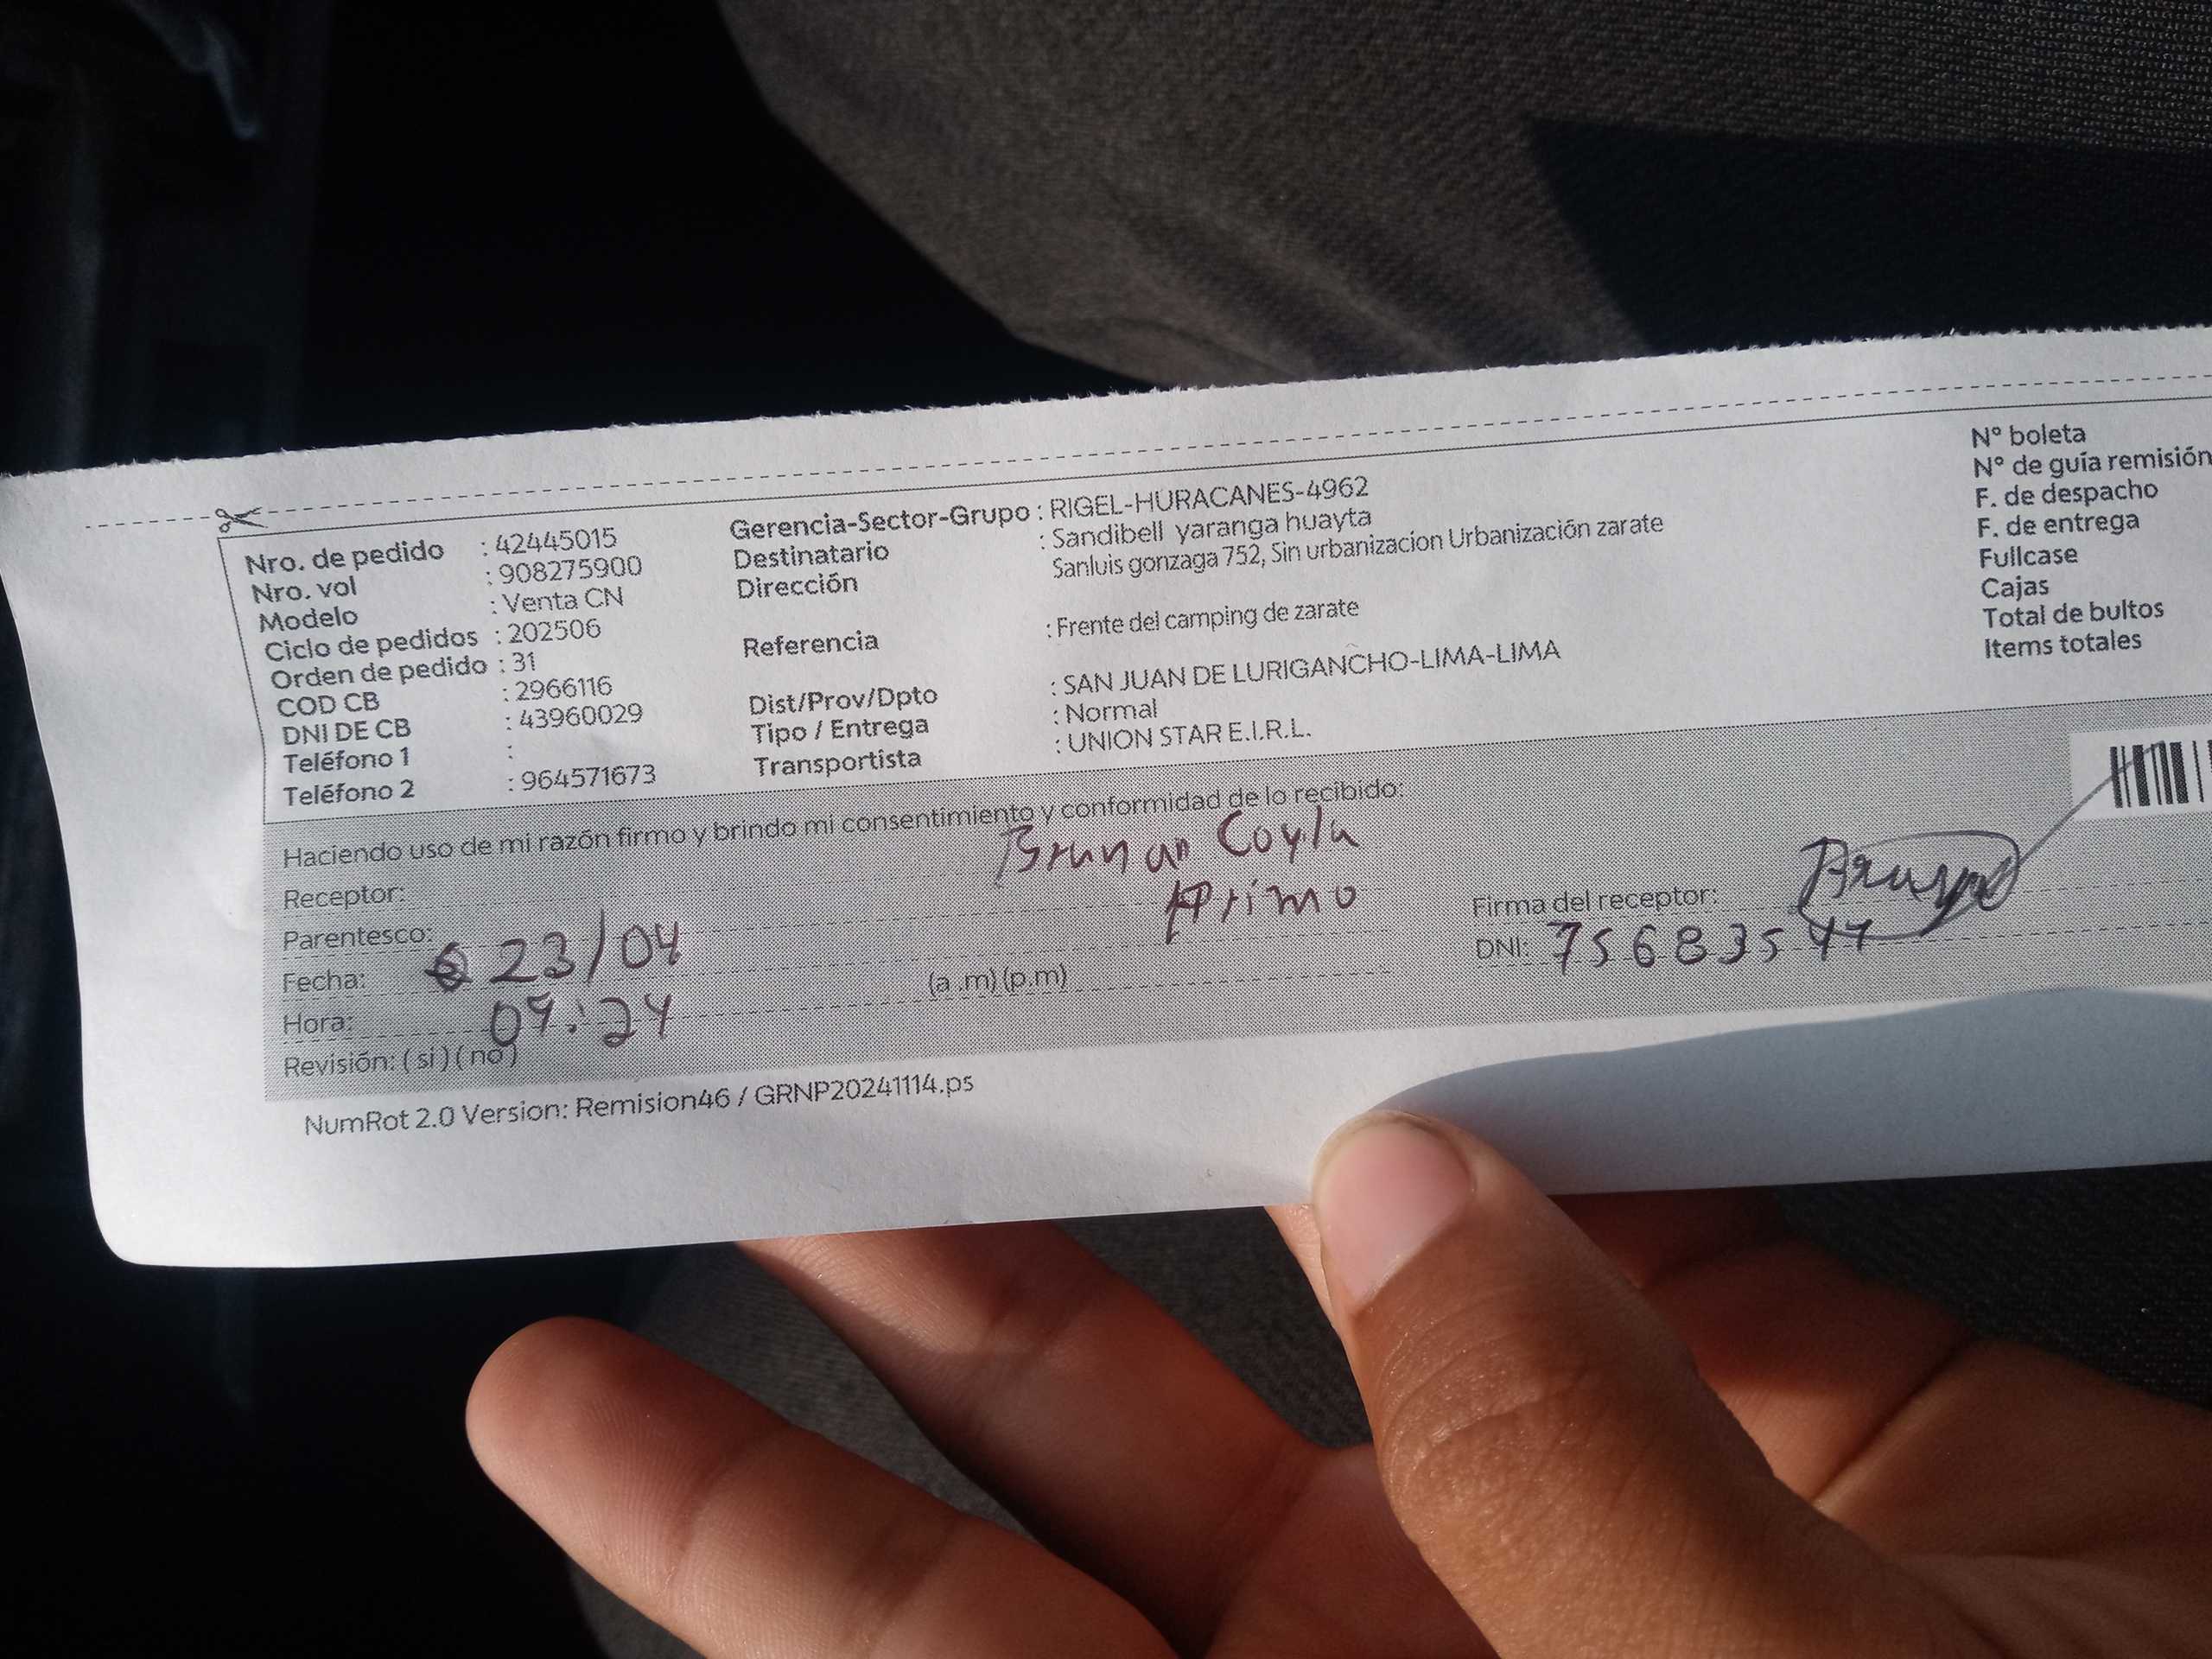 Nro. de pedido : 42445015
Nro. vol : 908275900
Modelo : Venta CN
Ciclo de pedidos : 202506
Orden de pedido : 31
COD CB : 2966116
DNI DE CB : 43960029
Teléfono 1 :
Teléfono 2 : 964571673
Gerencia-Sector-Grupo : RIGEL-HURACANES-4962
Destinatario : Sandibell yaranga huayta
Dirección Sanluis gonzaga 752, Sin urbanizacion Urbanización zarate
Referencia : Frente del camping de zarate
Dist/Prov/Dpto : SAN JUAN DE LURIGANCHO-LIMA-LIMA
Tipo / Entrega : Normal
Transportista : UNION STAR E.I.R.L.
N° boleta
N° de guía remisión
F. de despacho
F. de entrega
Fullcase
Cajas
Total de bultos
Items totales
Haciendo uso de mi razón firmo y brindo mi consentimiento y conformidad de lo recibido:
Receptor: Coyla
Parentesco: Primo
Firma del receptor:
Fecha: 23/04
DNI: 756835
Hora: :24 (a.m) (p.m)
Revisión: ( si ) ( no )
NumRot 2.0 Version: Remision46 / GRNP20241114.ps